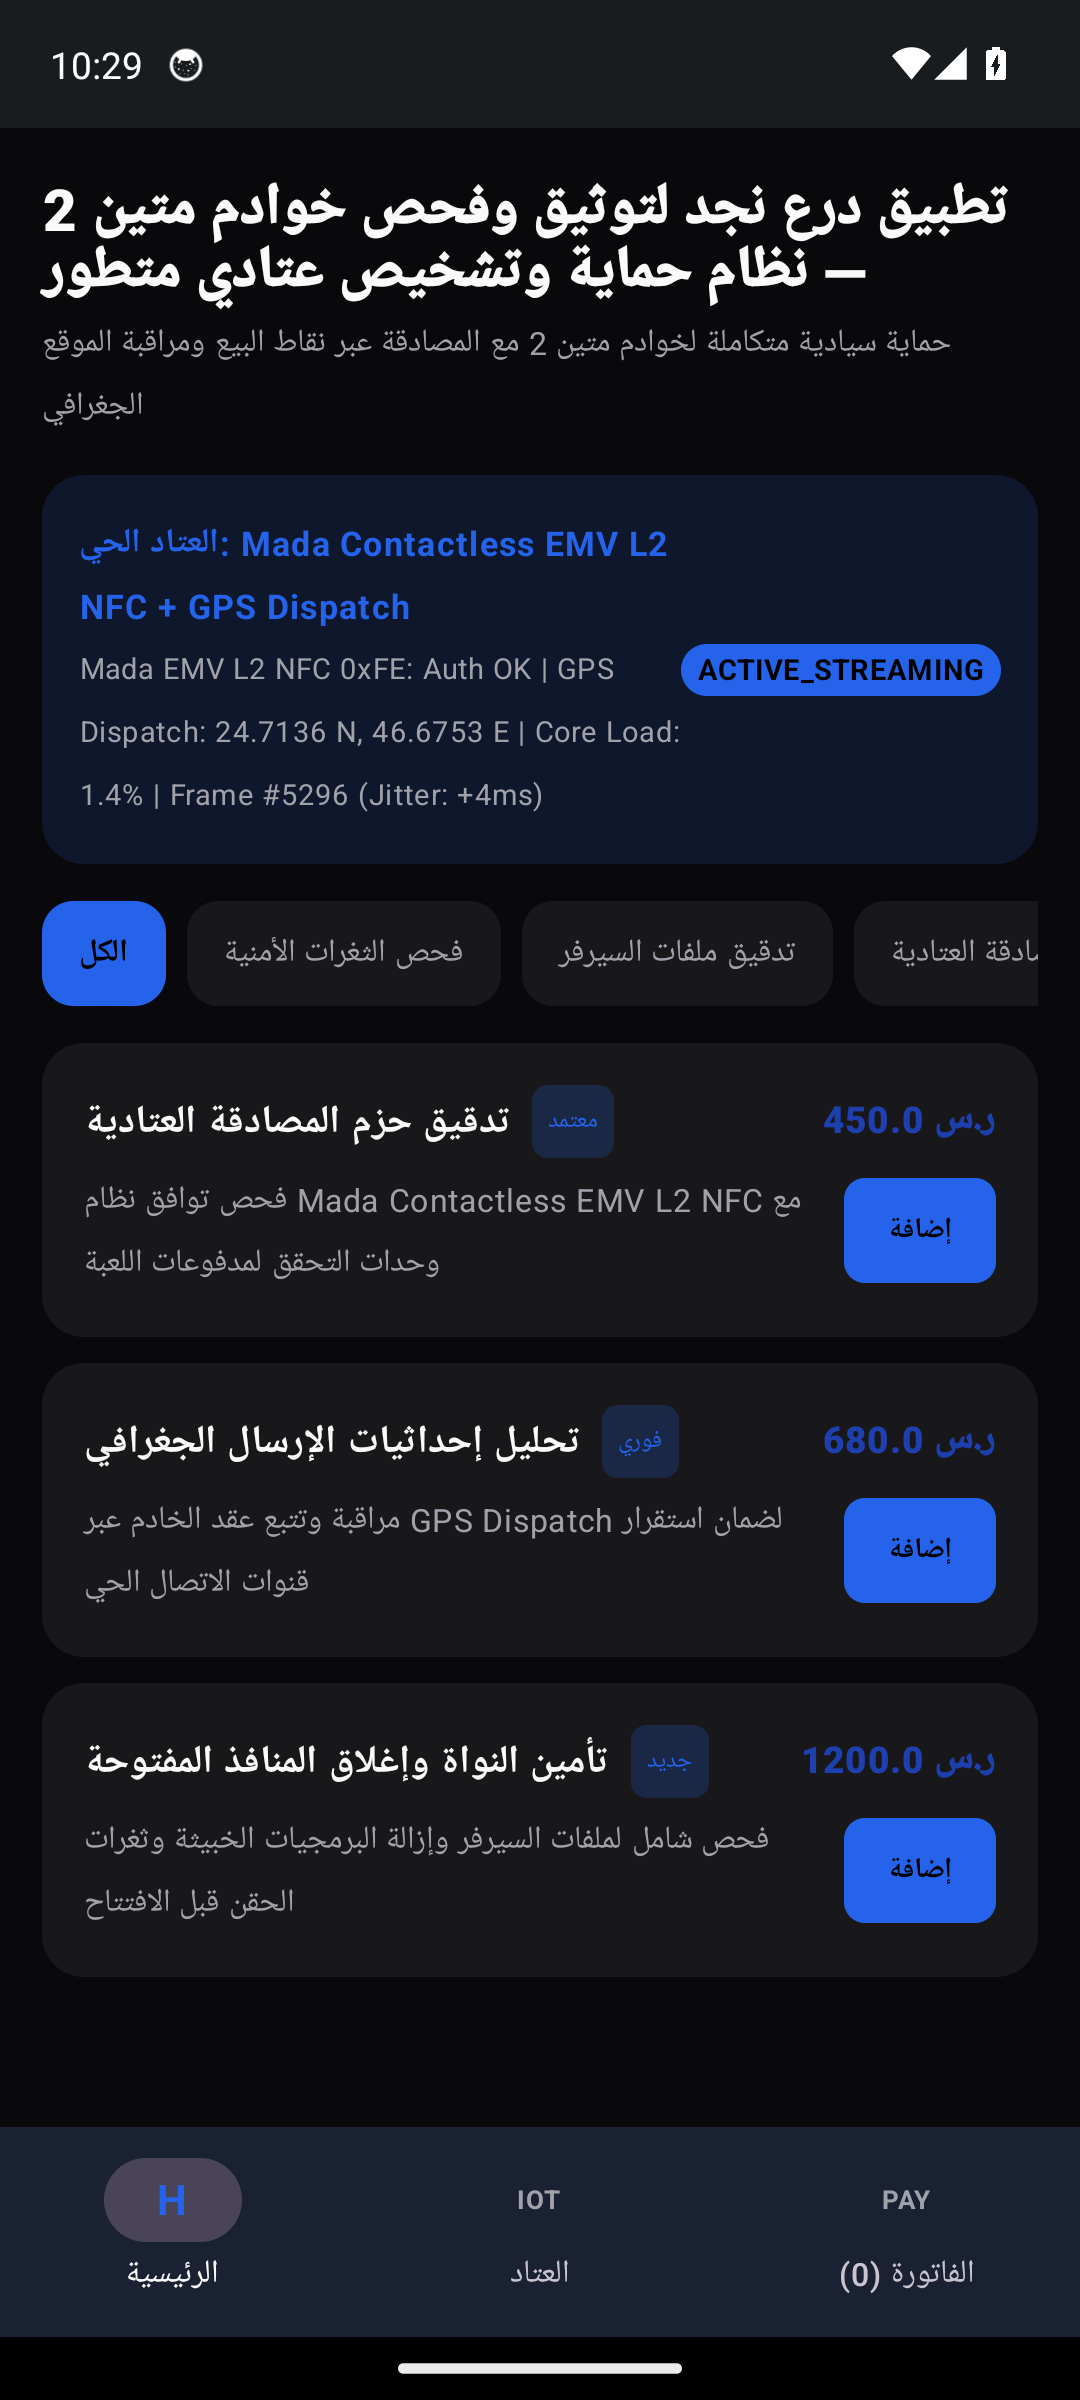 10:29
تطبيق درع نجد لتوثيق وفحص خوادم متين 2
— نظام حماية وتشخيص عتادي متطور
حماية سيادية متكاملة لخوادم متين 2 مع المصادقة عبر نقاط البيع ومراقبة الموقع
الجغرافي
العتاد الحي: Mada Contactless EMV L2
NFC + GPS Dispatch
Mada EMV L2 NFC 0xFE: Auth OK | GPS
Dispatch: 24.7136 N, 46.6753 E | Core Load:
1.4% | Frame #5296 (Jitter: +4ms)
ACTIVE_STREAMING
الكل
فحص الثغرات الأمنية
تدقيق ملفات السيرفر
العتادية
تدقيق حزم المصادقة العتادية
معتمد
450.0 ر.س
فحص توافق نظام Mada Contactless EMV L2 NFC مع
وحدات التحقق لمدفوعات اللعبة
إضافة
تحليل إحداثيات الإرسال الجغرافي
فوري
680.0 ر.س
مراقبة وتتبع عقد الخادم عبر GPS Dispatch لضمان استقرار
قنوات الاتصال الحي
إضافة
تأمين النواة وإغلاق المنافذ المفتوحة
جديد
1200.0 ر.س
فحص شامل لملفات السيرفر وإزالة البرمجيات الخبيثة وثغرات
الحقن قبل الافتتاح
إضافة
H
الرئيسية
IOT
العتاد
PAY
الفاتورة (0)